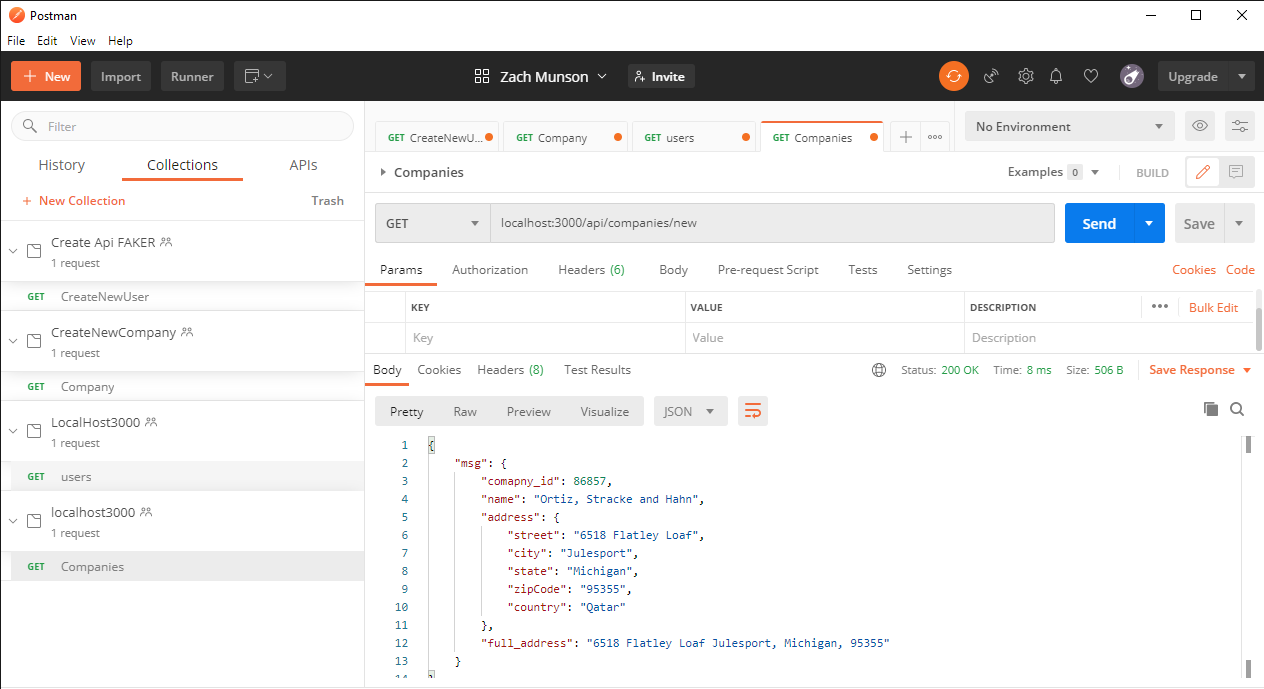 Postman
File Edit View Help
New Import Runner Zach Munson Invite Upgrade
Filter
History Collections APIs
New Collection Trash
Create Api FAKER
1 request
GET CreateNewUser
CreateNewCompany
1 request
GET Company
LocalHost3000
1 request
GET users
localhost3000
1 request
GET Companies
GET CreateNewU... GET Company GET users GET Companies No Environment
Companies Examples 0 BUILD
GET localhost:3000/api/companies/new Send Save
Params Authorization Headers (6) Body Pre-request Script Tests Settings Cookies Code
KEY VALUE DESCRIPTION Bulk Edit
Key Value Description
Body Cookies Headers (8) Test Results Status: 200 OK Time: 8 ms Size: 506 B Save Response
Pretty Raw Preview Visualize JSON
1 {
2 "msg": {
3 "comapny_id": 86857,
4 "name": "Ortiz, Stracke and Hahn",
5 "address": {
6 "street": "6518 Flatley Loaf",
7 "city": "Julesport",
8 "state": "Michigan",
9 "zipCode": "95355",
10 "country": "Qatar"
11 },
12 "full_address": "6518 Flatley Loaf Julesport, Michigan, 95355"
13 }
14 }